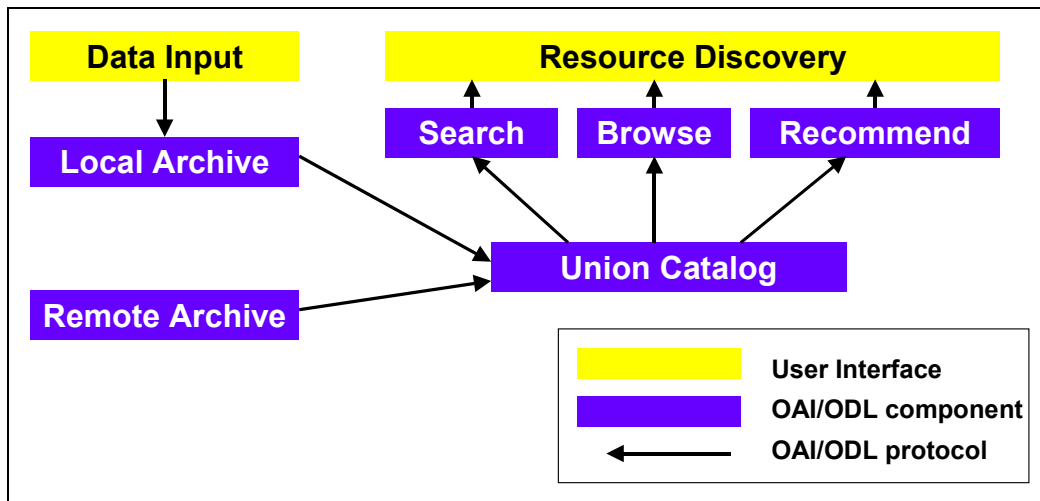 Data Input
Resource Discovery
Search
Browse
Recommend
Local Archive
Union Catalog
Remote Archive
User Interface
OAI/ODL component
OAI/ODL protocol